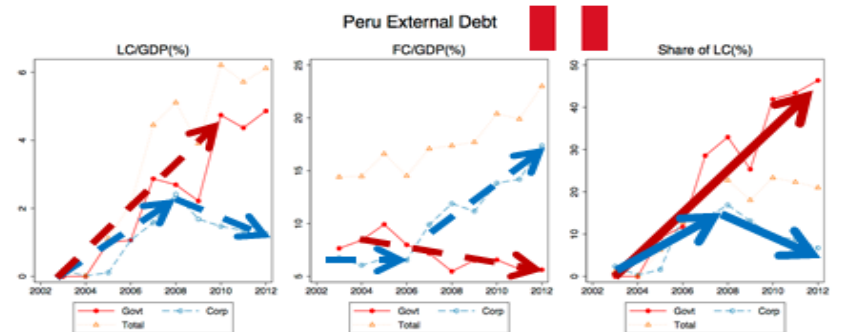 Peru External Debt
LC/GDP(%)
FC/GDP(%)
Share of LC(%)
6
4
2
0
2002 2004 2006 2008 2010 2012
Govt Corp
Total
25
20
15
10
5
2002 2004 2006 2008 2010 2012
Govt Corp
Total
50
40
30
20
10
0
2002 2004 2006 2008 2010 2012
Govt Corp
Total